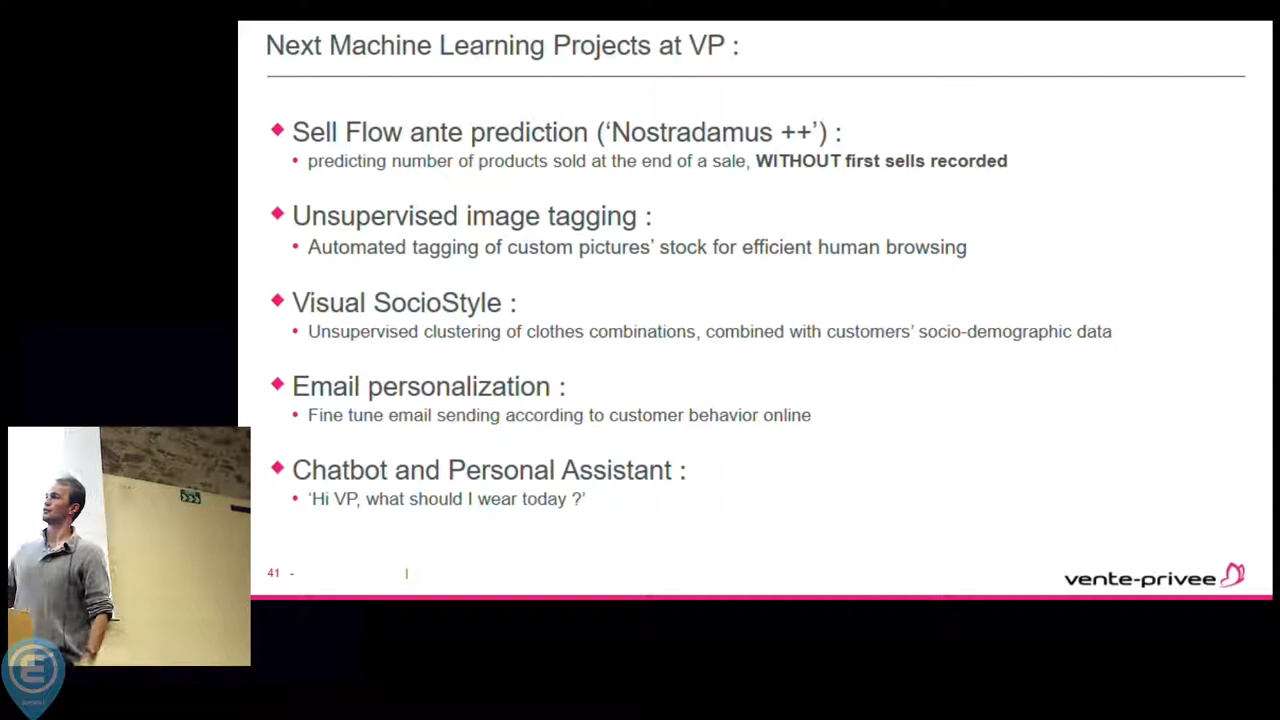 Next Machine Learning Projects at VP :
Sell Flow ante prediction (‘Nostradamus ++’) :
predicting number of products sold at the end of a sale, WITHOUT first sells recorded
Unsupervised image tagging :
Automated tagging of custom pictures’ stock for efficient human browsing
Visual SocioStyle :
Unsupervised clustering of clothes combinations, combined with customers’ socio-demographic data
Email personalization :
Fine tune email sending according to customer behavior online
Chatbot and Personal Assistant :
‘Hi VP, what should I wear today ?’
41 - |
vente-privee